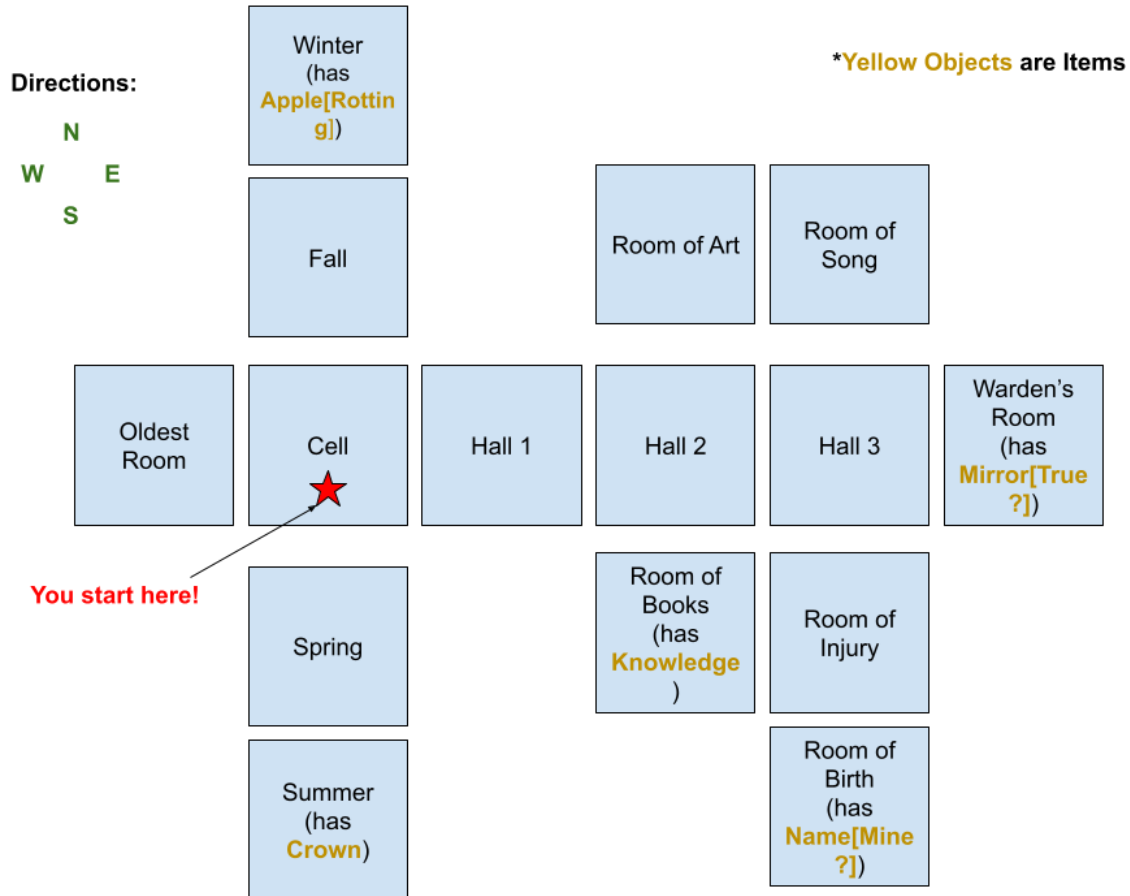 Winter
(has
Apple[Rottin
g])
*Yellow Objects are Items
Directions:
N
W E
S
Fall
Room of Art
Room of
Song
Oldest
Room
Cell
Hall 1
Hall 2
Hall 3
Warden's
Room
(has
Mirror[True
?])
You start here!
Spring
Room of
Books
(has
Knowledge
)
Room of
Injury
Summer
(has
Crown)
Room of
Birth
(has
Name[Mine
?])